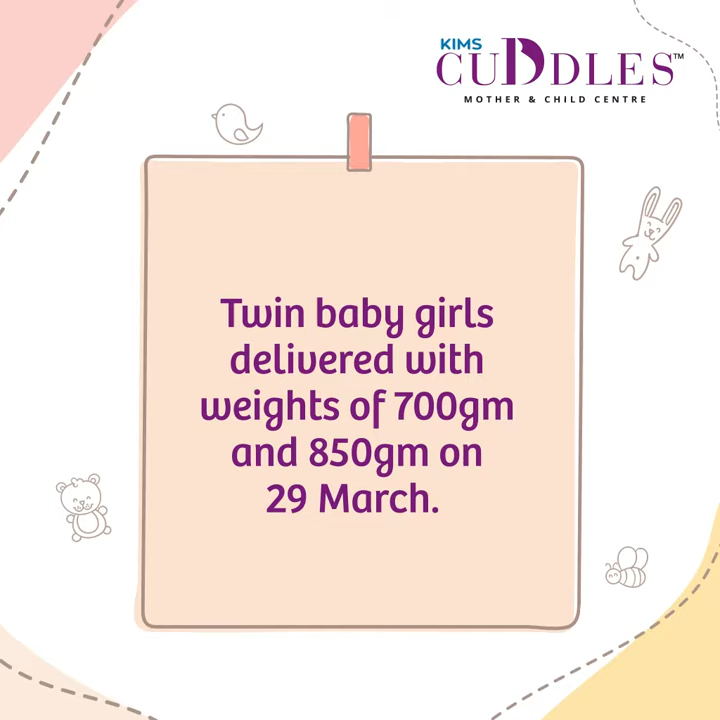 KIMS
CUDDLES™
MOTHER & CHILD CENTRE
Twin baby girls
delivered with
weights of 700gm
and 850gm on
29 March.